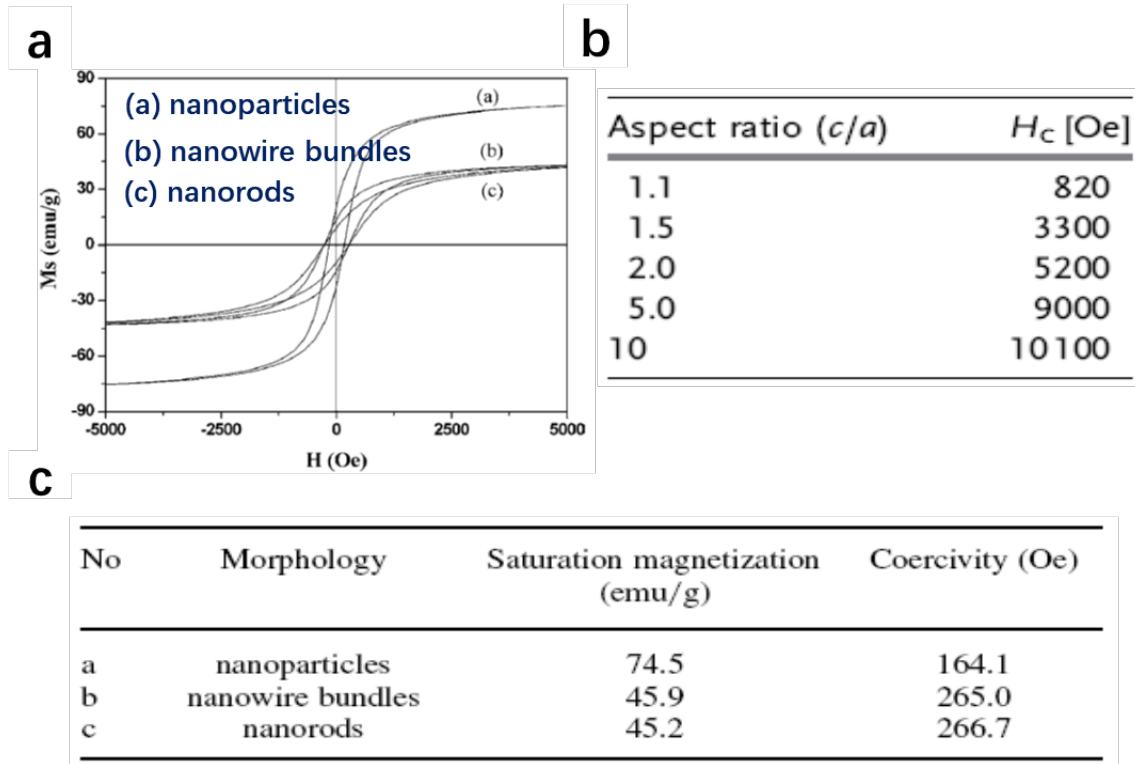 a
90
60
30
0
-30
-60
-90
Ms (emu/g)
(a) nanoparticles
(b) nanowire bundles
(c) nanorods
(a)
(b)
(c)
-5000 -2500 0 2500 5000
H (Oe)
b
Aspect ratio (c/a) Hc [Oe]
1.1 820
1.5 3300
2.0 5200
5.0 9000
10 10 100
c
No Morphology Saturation magnetization Coercivity (Oe)
(emu/g)
a nanoparticles 74.5 164.1
b nanowire bundles 45.9 265.0
c nanorods 45.2 266.7